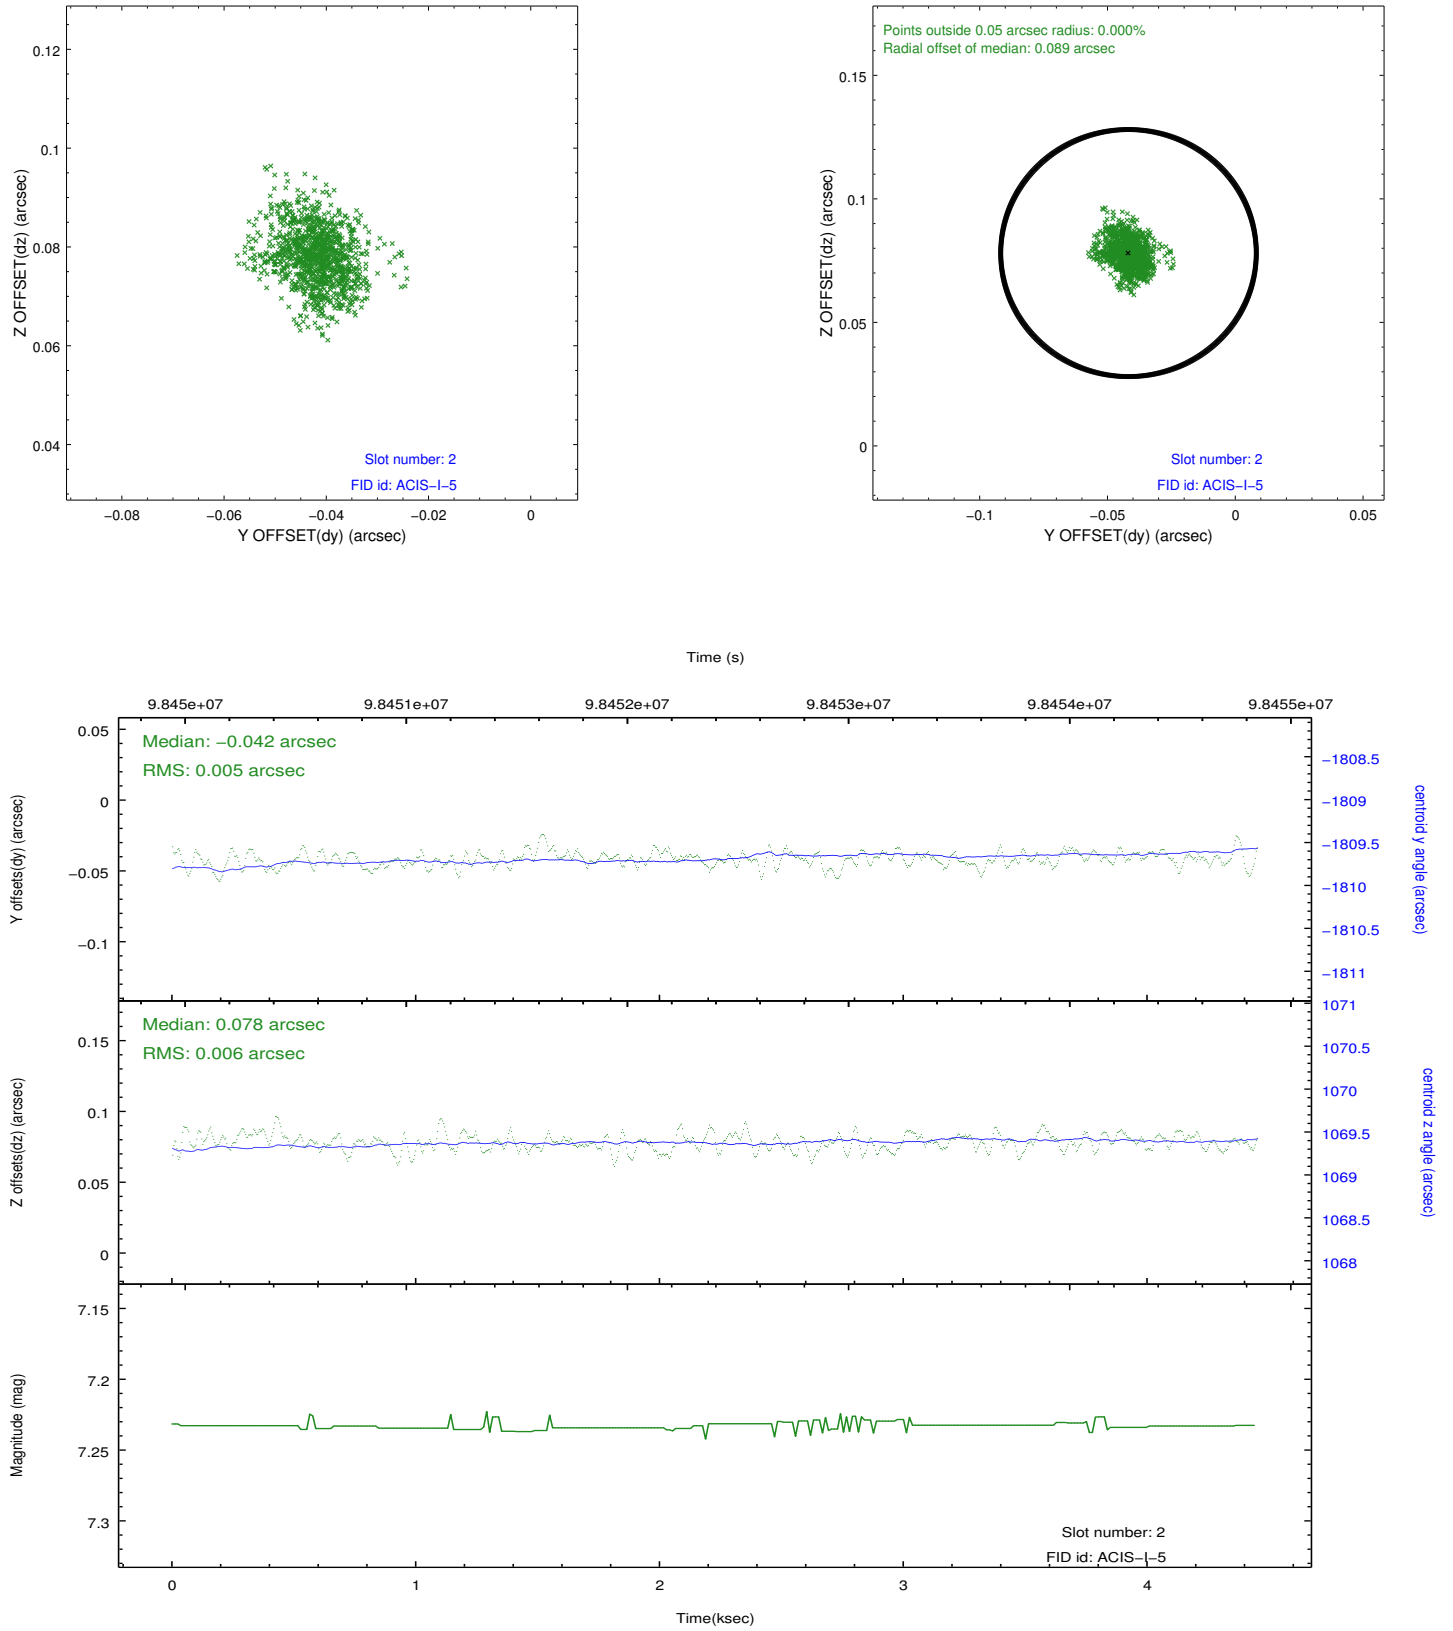 0.12
0.1
0.08
0.06
0.04
Z OFFSET(dz) (arcsec)
Slot number: 2
FID id: ACIS−I−5
−0.08 −0.06 −0.04 −0.02 0
Y OFFSET(dy) (arcsec)
Points outside 0.05 arcsec radius: 0.000%
Radial offset of median: 0.089 arcsec
0.15
0.1
0.05
0
Z OFFSET(dz) (arcsec)
Slot number: 2
FID id: ACIS−I−5
−0.1 −0.05 0 0.05
Y OFFSET(dy) (arcsec)
Time (s)
9.845e+07 9.8451e+07 9.8452e+07 9.8453e+07 9.8454e+07 9.8455e+07
Median: −0.042 arcsec
RMS: 0.005 arcsec
0.05
0
−0.05
−0.1
Y offsets(dy) (arcsec)
−1808.5
−1809
−1809.5
−1810
−1810.5
−1811
centroid y angle (arcsec)
Median: 0.078 arcsec
RMS: 0.006 arcsec
0.15
0.1
0.05
0
Z offsets(dz) (arcsec)
1071
1070.5
1070
1069.5
1069
1068.5
1068
centroid z angle (arcsec)
7.15
7.2
7.25
7.3
Magnitude (mag)
Slot number: 2
FID id: ACIS−I−5
0 1 2 3 4
Time(ksec)